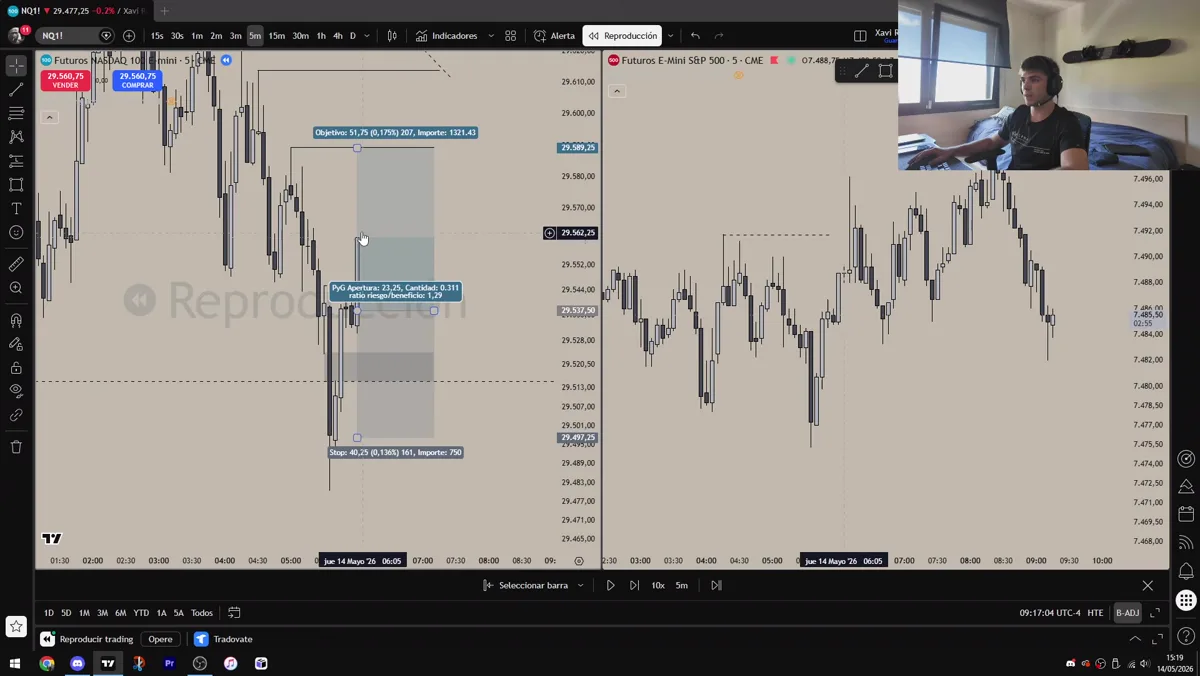 NQ1! ▼ 29.477,25 -0.2% / Xaví
11
NQ1!
15s 30s 1m 2m 3m 5m 15m 30m 1h 4h D
Indicadores
Alerta
Reproducción
Xavi R
Futuros NASDAQ 100 E-mini · 5 · CME
29.560,75
VENDER
0,00
29.560,75
COMPRAR
Futuros E-Mini S&P 500 · 5 · CME
Objetivo: 51,75 (0,175%) 207, Importe: 1321.43
PyG Apertura: 23,25, Cantidad: 0.311
ratio riesgo/beneficio: 1,29
Stop: 40,25 (0,136%) 161, Importe: 750
Reproducción
29.610,00
29.600,00
29.589,25
29.580,00
29.570,00
29.562,25
29.552,00
29.544,00
29.537,50
29.528,00
29.520,50
29.513,00
29.507,00
29.501,00
29.497,25
29.489,00
29.483,00
29.477,00
29.471,00
29.465,00
7.496,00
7.494,00
7.492,00
7.490,00
7.488,00
7.485,50
02:55
7.484,00
7.482,00
7.480,00
7.478,50
7.477,00
7.475,50
7.474,00
7.472,50
7.471,00
7.469,50
7.468,00
01:30 02:00 02:30 03:00 03:30 04:00 04:30 05:00 jue 14 Mayo '26 06:05 07:00 07:30 08:00 08:30 09:
2:30 03:00 03:30 04:00 04:30 05:00 jue 14 Mayo '26 06:05 07:00 07:30 08:00 08:30 09:00 09:30 10:00
Seleccionar barra
10x 5m
1D 5D 1M 3M 6M YTD 1A 5A Todos
09:17:04 UTC-4 HTE B-ADJ
Reproducir trading
Opere
Tradovate
15:19
14/05/2026